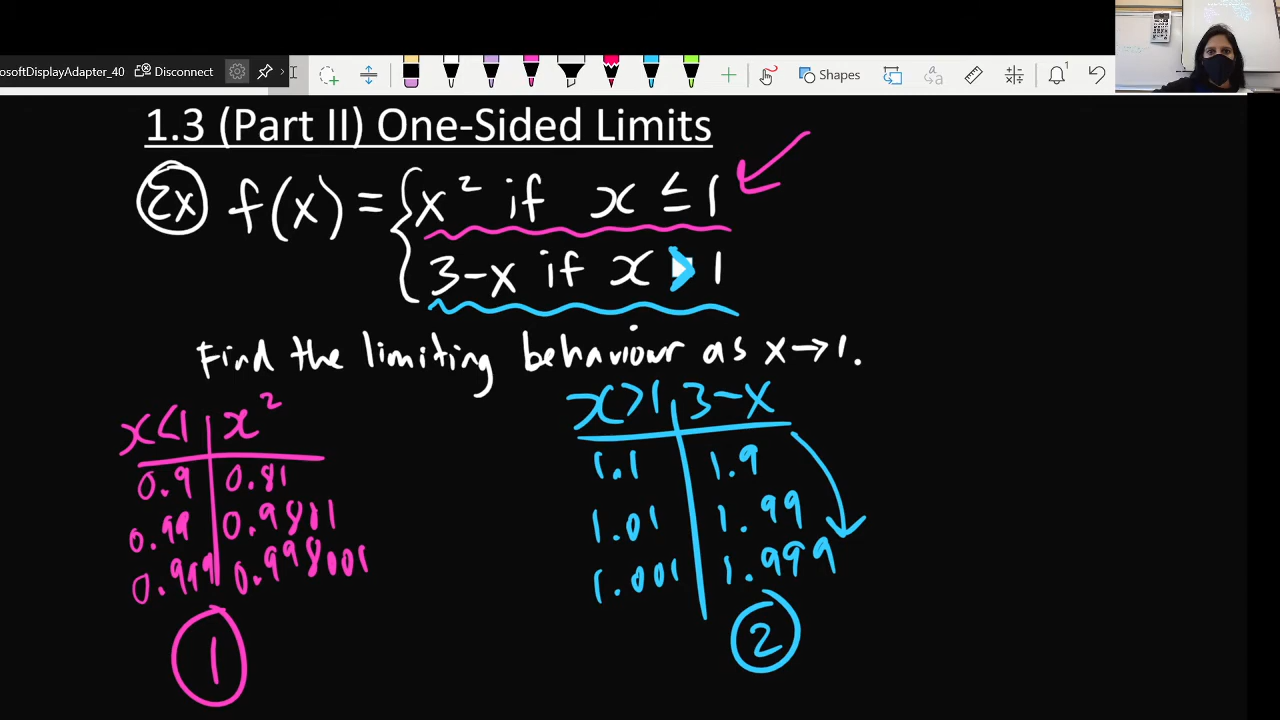 osoftDisplayAdapter_40 Disconnect
Shapes
1
1.3 (Part II) One-Sided Limits
Ex f(x) = { x² if x ≤ 1
3-x if x > 1
Find the limiting behaviour as x→1.
x<1 | x²
0.9 | 0.81
0.99 | 0.9801
0.999 | 0.998001
1
x>1 | 3-x
1.1 | 1.9
1.01 | 1.99
1.001 | 1.999
2